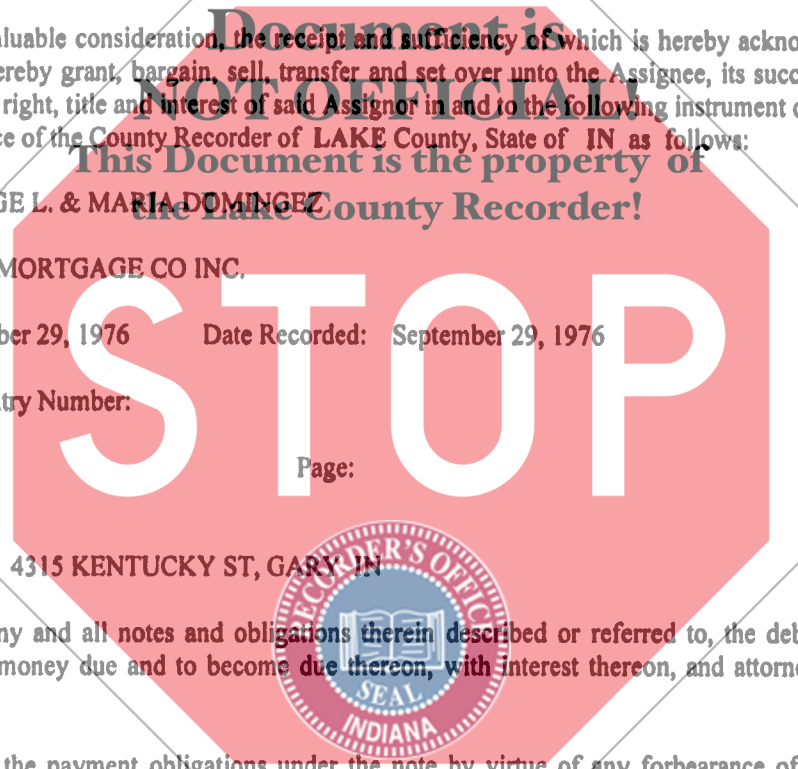 Document is
luable consideration, the receipt and sufficiency of which is hereby ackno
ereby grant, bargain, sell, transfer and set over unto the Assignee, its succ
NOT OFFICIAL!
right, title and interest of said Assignor in and to the following instrument
ce of the County Recorder of LAKE County, State of IN as follows:
This Document is the property of
GE L. & MARIA DOMINGEZ
the Lake County Recorder!
MORTGAGE CO INC.
STOP
ber 29, 1976 Date Recorded: September 29, 1976
try Number:
Page:
4315 KENTUCKY ST, GARY IN
RECORDER'S OFFICE
ny and all notes and obligations therein described or referred to, the deb
money due and to become due thereon, with interest thereon, and attorne
SEAL
INDIANA
the payment obligations under the note by virtue of any forbearance of